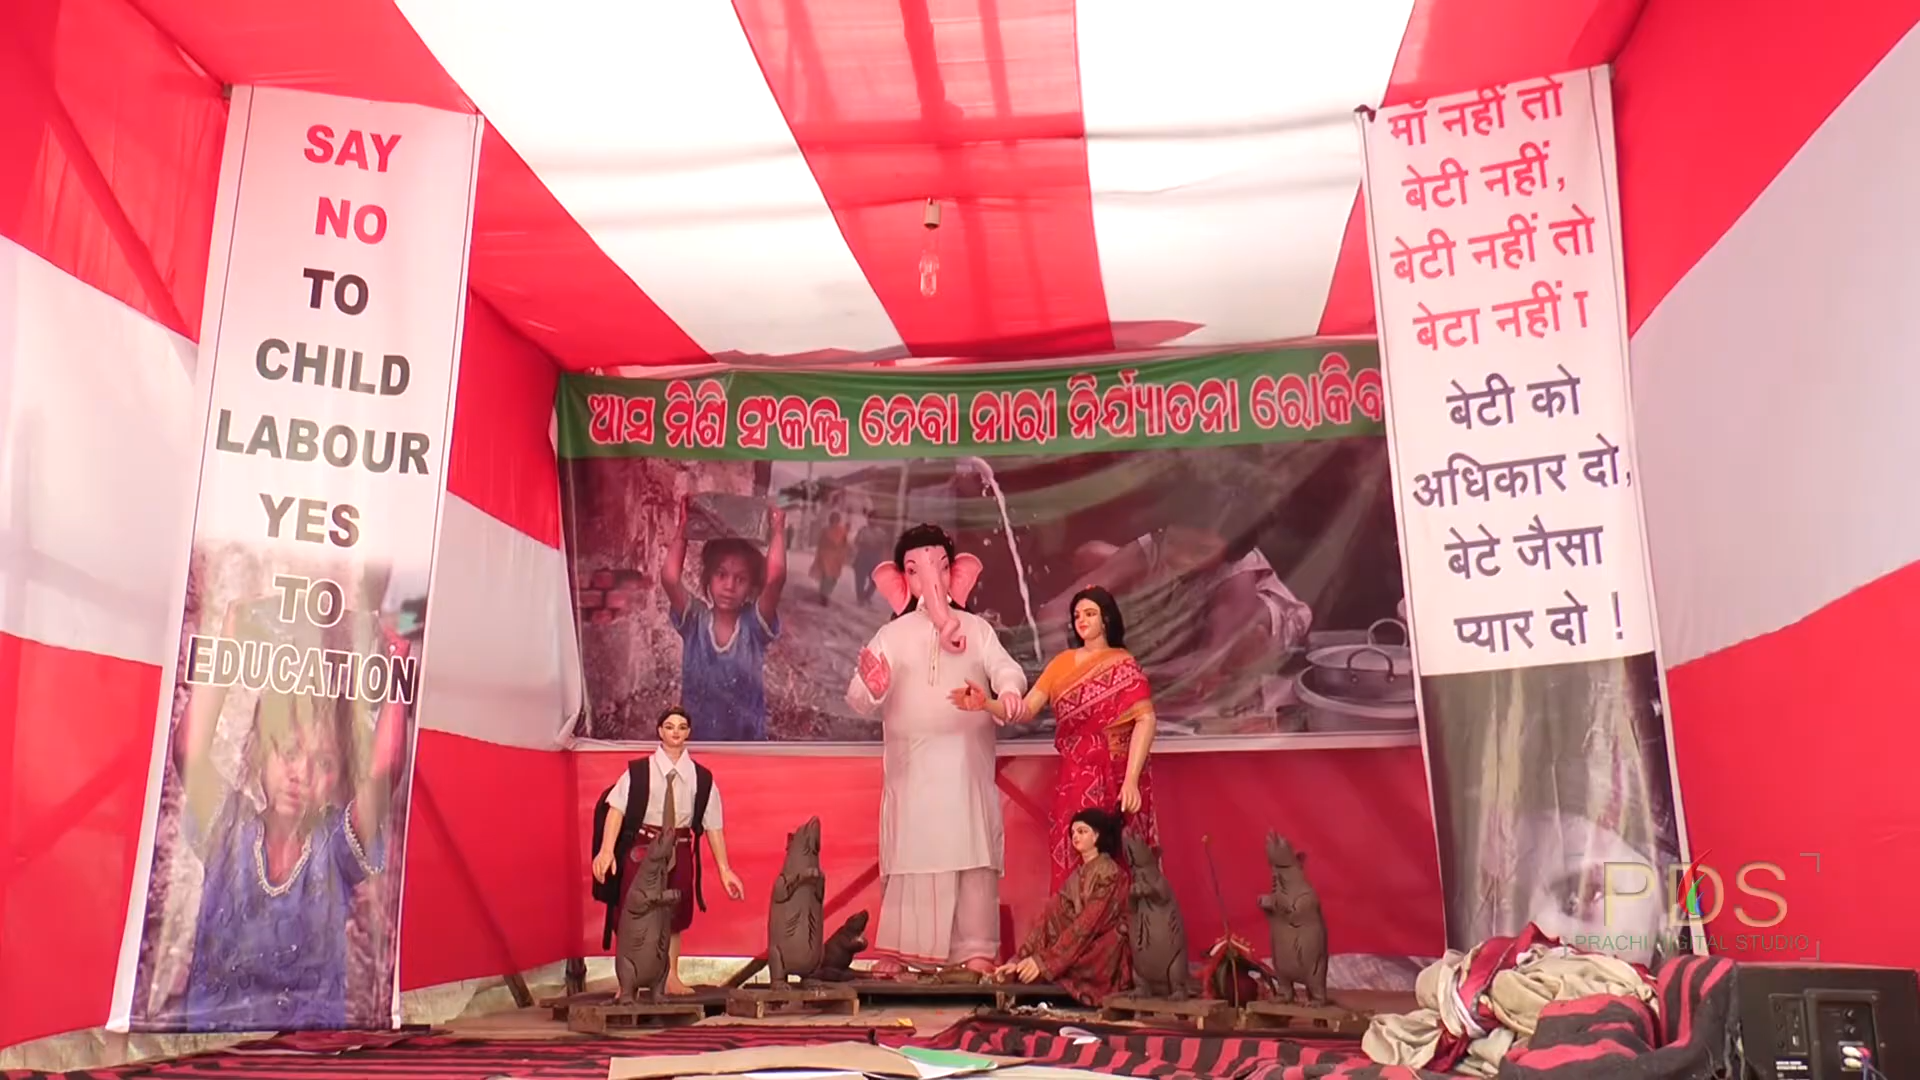 SAY
NO
TO
CHILD
LABOUR
YES
TO
EDUCATION
ଆସ ମିଶି ସଂକଳ୍ପ ନେବା ନାରୀ ନିର୍ଯ୍ୟାତନା ରୋକିବା
माँ नहीं तो
बेटी नहीं,
बेटी नहीं तो
बेटा नहीं ।
बेटी को
अधिकार दो,
बेटे जैसा
प्यार दो !
PDS
PRACHI DIGITAL STUDIO